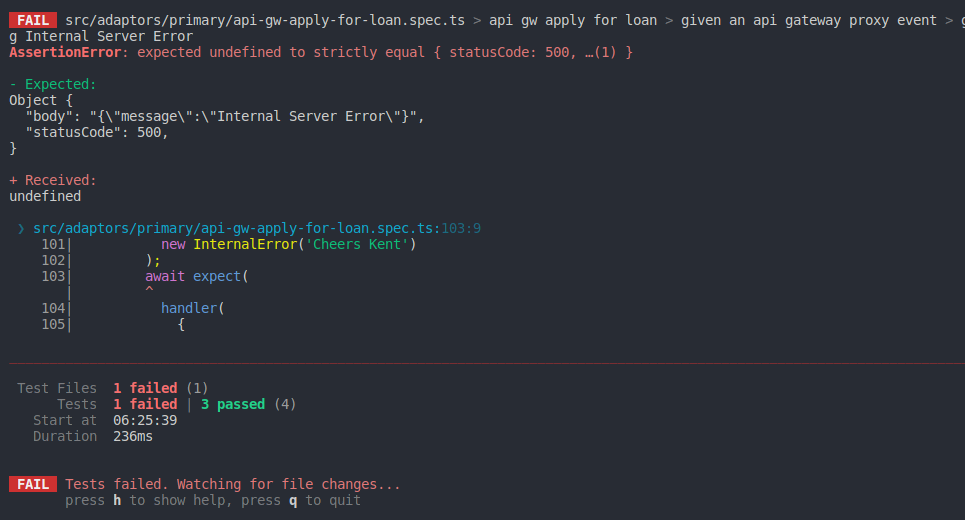 FAIL src/adaptors/primary/api-gw-apply-for-loan.spec.ts > api gw apply for loan > given an api gateway proxy event >
g Internal Server Error
AssertionError: expected undefined to strictly equal { statusCode: 500, …(1) }
- Expected:
Object {
  "body": "{\"message\":\"Internal Server Error\"}",
  "statusCode": 500,
}
+ Received:
undefined
❯ src/adaptors/primary/api-gw-apply-for-loan.spec.ts:103:9
101|           new InternalError('Cheers Kent')
102|         );
103|         await expect(
   |         ^
104|           handler(
105|             {
Test Files  1 failed (1)
Tests  1 failed | 3 passed (4)
Start at  06:25:39
Duration  236ms
FAIL Tests failed. Watching for file changes...
press h to show help, press q to quit